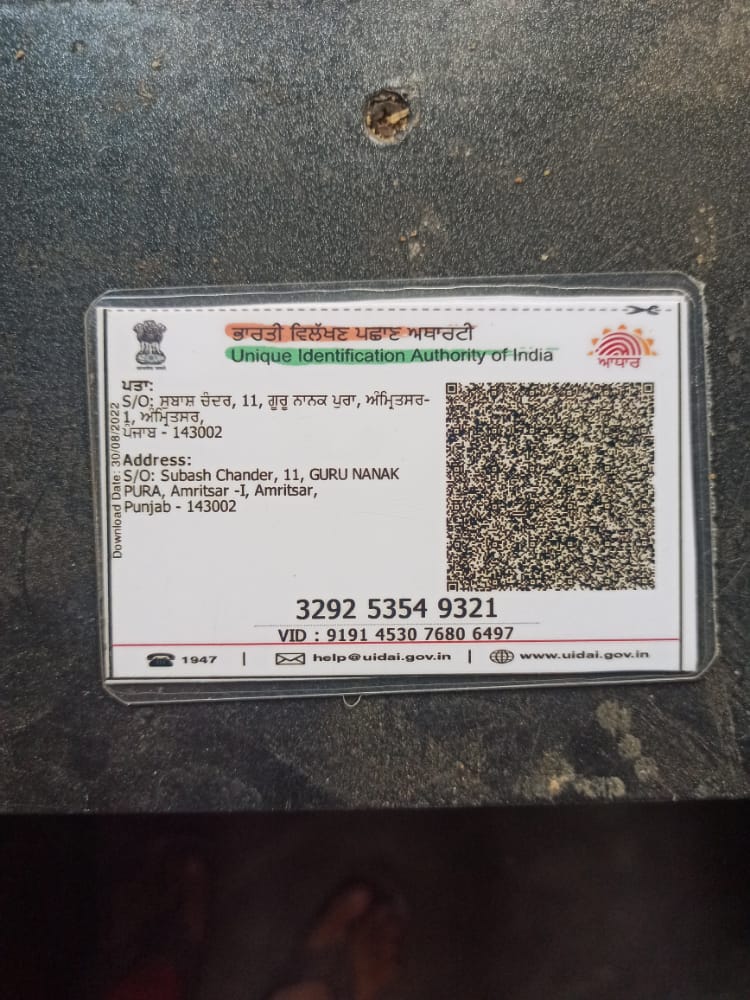 ਭਾਰਤੀ ਵਿਲੱਖਣ ਪਛਾਣ ਅਥਾਰਟੀ
Unique Identification Authority of India
ਆਧਾਰ
ਪਤਾ:
S/O: ਸੁਬਾਸ਼ ਚੰਦਰ, 11, ਗੁਰੂ ਨਾਨਕ ਪੁਰਾ, ਅੰਮ੍ਰਿਤਸਰ-
1, ਅੰਮ੍ਰਿਤਸਰ,
ਪੰਜਾਬ - 143002
Address:
S/O: Subash Chander, 11, GURU NANAK
PURA, Amritsar -I, Amritsar,
Punjab - 143002
Download Date: 30/08/2022
3292 5354 9321
VID : 9191 4530 7680 6497
1947 | help@uidai.gov.in | www.uidai.gov.in